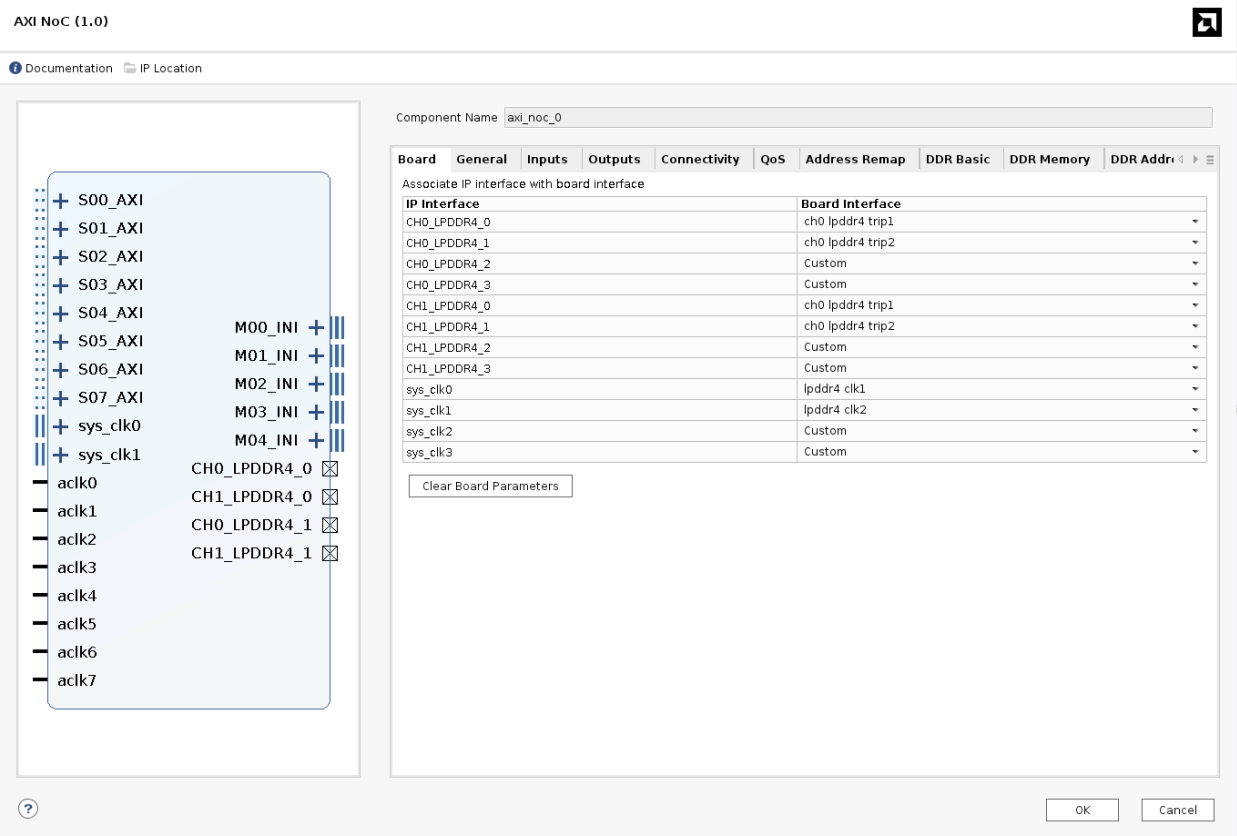 AXI NoC (1.0)
Documentation IP Location
S00_AXI
S01_AXI
S02_AXI
S03_AXI
S04_AXI
S05_AXI
S06_AXI
S07_AXI
sys_clk0
sys_clk1
aclk0
aclk1
aclk2
aclk3
aclk4
aclk5
aclk6
aclk7
M00_INI
M01_INI
M02_INI
M03_INI
M04_INI
CH0_LPDDR4_0
CH1_LPDDR4_0
CH0_LPDDR4_1
CH1_LPDDR4_1
Component Name axi_noc_0
Board General Inputs Outputs Connectivity QoS Address Remap DDR Basic DDR Memory DDR Addre
Associate IP interface with board interface
IP Interface Board Interface
CH0_LPDDR4_0 ch0 lpddr4 trip1
CH0_LPDDR4_1 ch0 lpddr4 trip2
CH0_LPDDR4_2 Custom
CH0_LPDDR4_3 Custom
CH1_LPDDR4_0 ch0 lpddr4 trip1
CH1_LPDDR4_1 ch0 lpddr4 trip2
CH1_LPDDR4_2 Custom
CH1_LPDDR4_3 Custom
sys_clk0 lpddr4 clk1
sys_clk1 lpddr4 clk2
sys_clk2 Custom
sys_clk3 Custom
Clear Board Parameters
?
OK Cancel